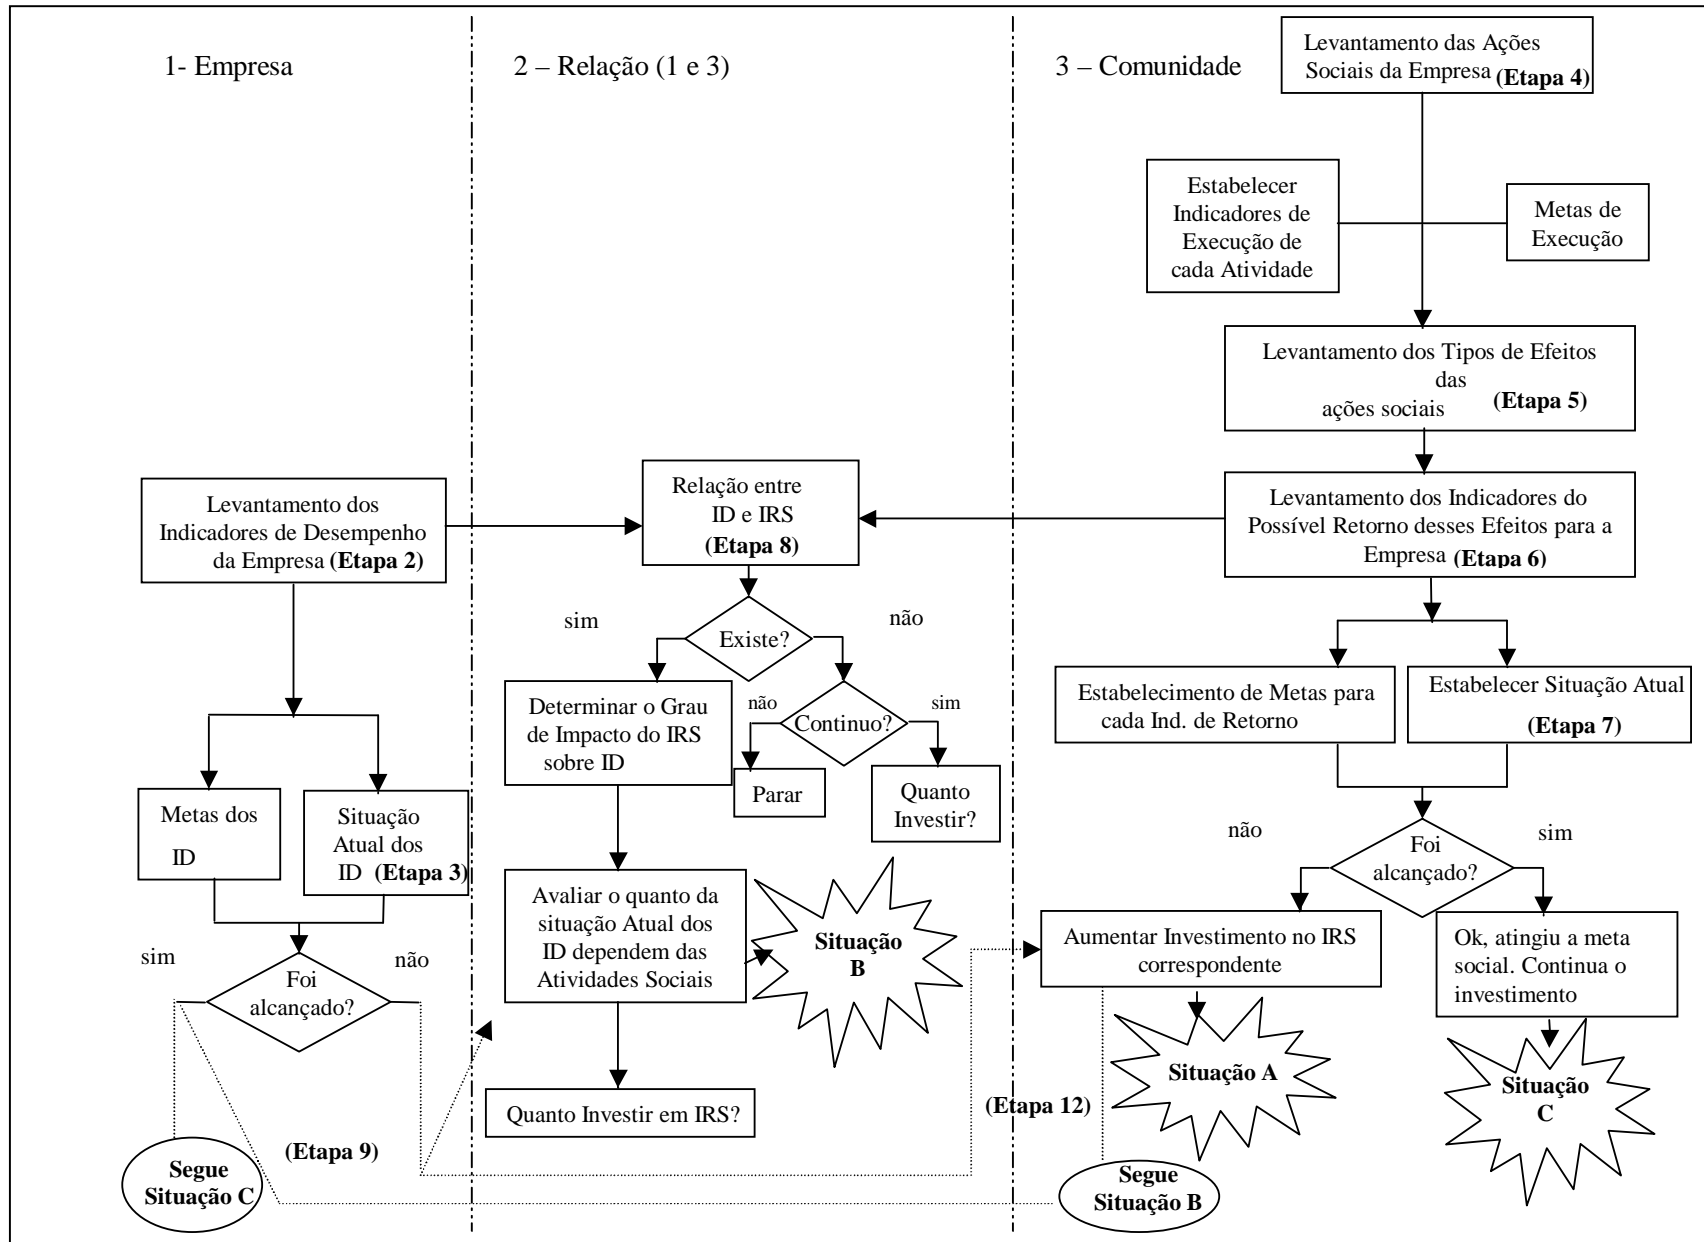 1- Empresa
2 – Relação (1 e 3)
3 – Comunidade
Levantamento das Ações
Sociais da Empresa (Etapa 4)
Estabelecer
Indicadores de
Execução de
cada Atividade
Metas de
Execução
Levantamento dos Tipos de Efeitos
das
ações sociais (Etapa 5)
Levantamento dos
Indicadores de Desempenho
da Empresa (Etapa 2)
Relação entre
ID e IRS
(Etapa 8)
Levantamento dos Indicadores do
Possível Retorno desses Efeitos para a
Empresa (Etapa 6)
sim
Existe?
não
Determinar o Grau
de Impacto do IRS
sobre ID
não
Continuo?
sim
Parar
Quanto
Investir?
Estabelecimento de Metas para
cada Ind. de Retorno
Estabelecer Situação Atual
(Etapa 7)
Metas dos
ID
Situação
Atual dos
ID (Etapa 3)
não
Foi
alcançado?
sim
Avaliar o quanto da
situação Atual dos
ID dependem das
Atividades Sociais
Situação
B
Aumentar Investimento no IRS
correspondente
Ok, atingiu a meta
social. Continua o
investimento
sim
Foi
alcançado?
não
Situação A
Situação
C
Quanto Investir em IRS?
(Etapa 12)
(Etapa 9)
Segue
Situação C
Segue
Situação B